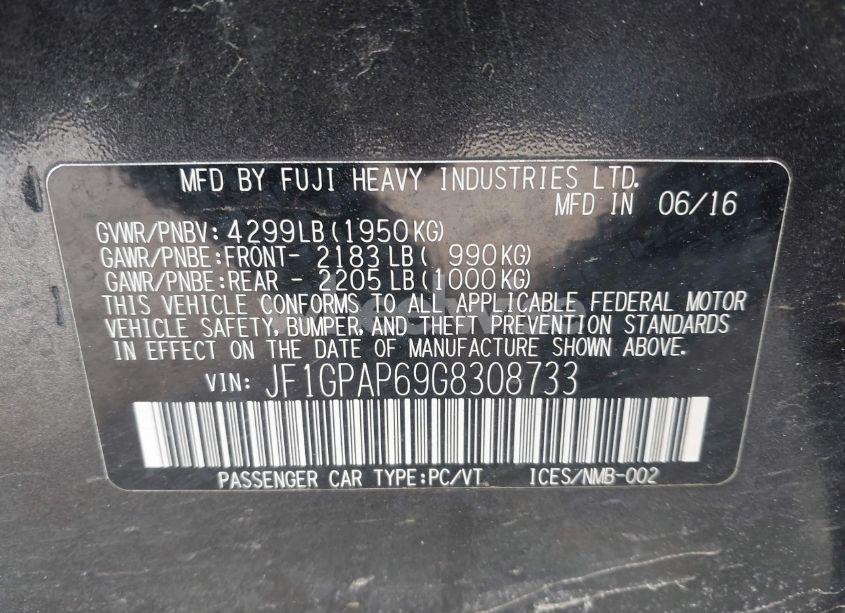 MFD BY FUJI HEAVY INDUSTRIES LTD.
MFD IN 06/16
GVWR/PNBV: 4299LB(1950KG)
GAWR/PNBE:FRONT- 2183LB( 990KG)
GAWR/PNBE:REAR - 2205LB(1000KG)
THIS VEHICLE CONFORMS TO ALL APPLICABLE FEDERAL MOTOR
VEHICLE SAFETY, BUMPER, AND THEFT PREVENTION STANDARDS
IN EFFECT ON THE DATE OF MANUFACTURE SHOWN ABOVE.
VIN: JF1GPAP69G8308733
PASSENGER CAR TYPE:PC/VT ICES/NMB-002